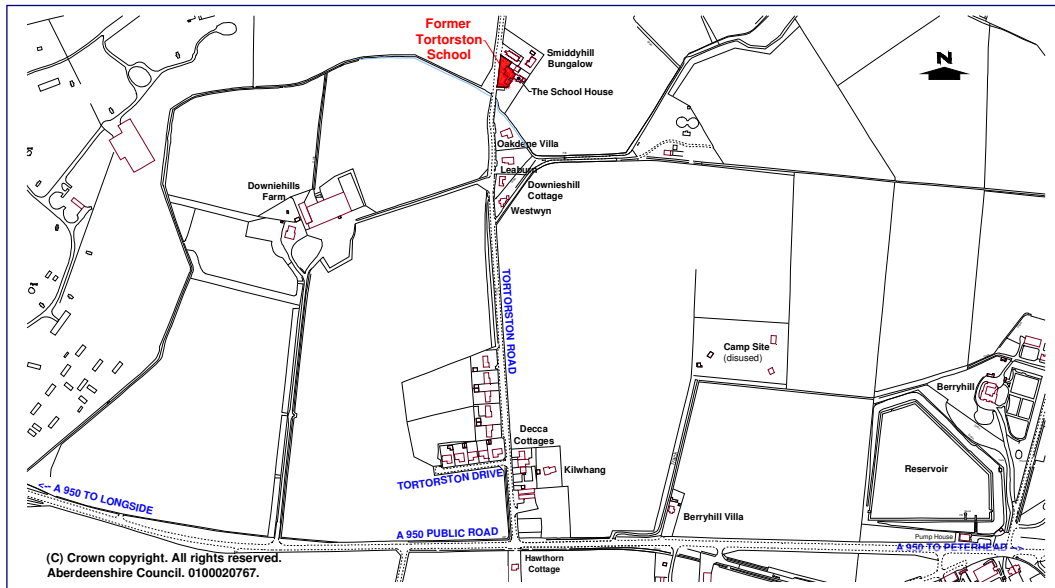 Former
Tortorston
School
Smiddyhill
Bungalow
N
The School House
Oakdene Villa
Leaburn
Downiehills
Farm
Downieshill
Cottage
Westwyn
TORTORSTON ROAD
Camp Site
(disused)
Berryhill
Decca
Cottages
Kilwhang
Reservoir
TORTORSTON DRIVE
<-- A 950 TO LONGSIDE
Berryhill Villa
A 950 PUBLIC ROAD
Pump House
A 950 TO PETERHEAD -->
Hawthorn
Cottage
(C) Crown copyright. All rights reserved.
Aberdeenshire Council. 0100020767.